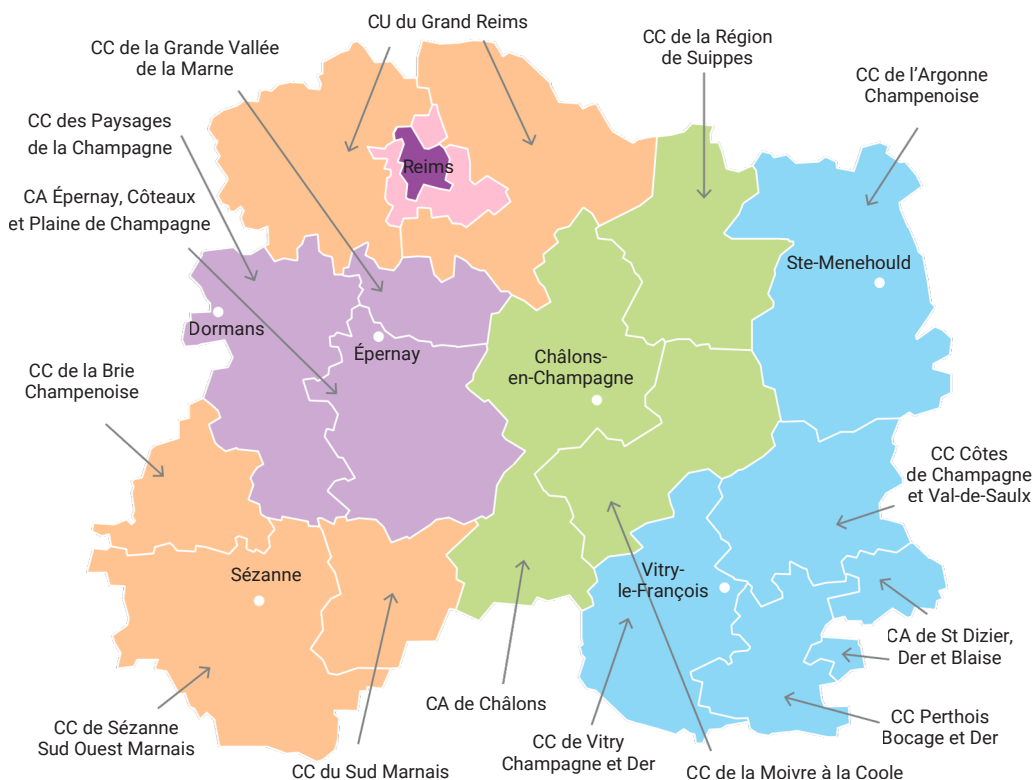 CU du Grand Reims
CC de la Grande Vallée
de la Marne
CC de la Région
de Suippes
CC de l'Argonne
Champenoise
CC des Paysages
de la Champagne
Reims
CA Épernay, Côteaux
et Plaine de Champagne
Ste-Menehould
Dormans
Épernay
Châlons-
en-Champagne
CC de la Brie
Champenoise
CC Côtes
de Champagne
et Val-de-Saulx
Sézanne
Vitry-
le-François
CA de St Dizier,
Der et Blaise
CA de Châlons
CC de Sézanne
Sud Ouest Marnais
CC Perthois
Bocage et Der
CC de Vitry
Champagne et Der
CC du Sud Marnais
CC de la Moivre à la Coole